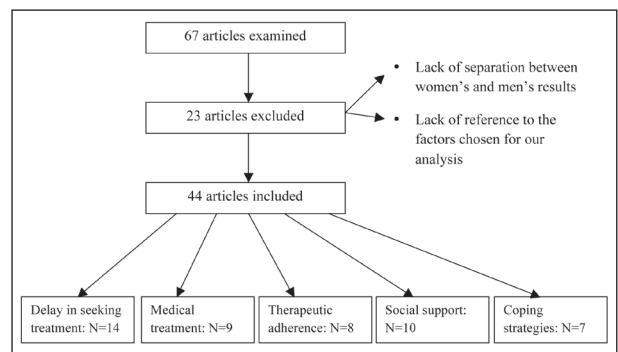 67 articles examined
• Lack of separation between
women's and men's results
23 articles excluded
• Lack of reference to the
factors chosen for our
analysis
44 articles included
Delay in seeking
treatment: N=14
Medical
treatment: N=9
Therapeutic
adherence: N=8
Social support:
N=10
Coping
strategies: N=7